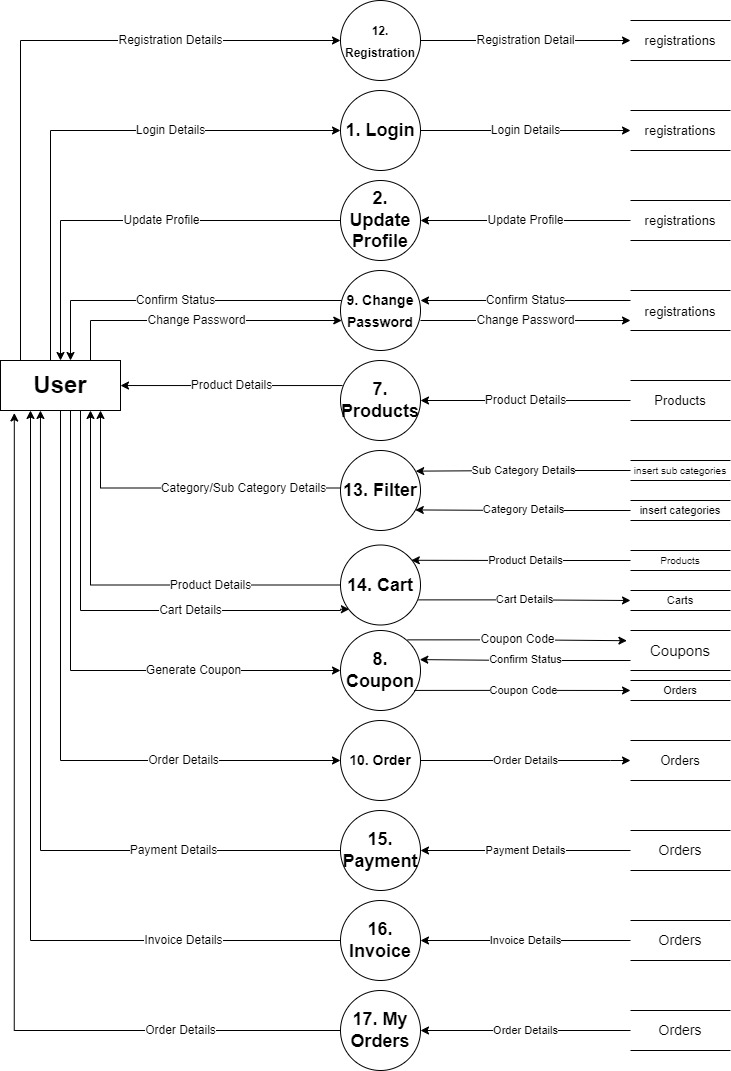 12.
Registration Details
Registration
Registration Detail
registrations
Login Details
1. Login
Login Details
registrations
2.
Update Profile
Update
Profile
Update Profile
registrations
Confirm Status
Change Password
9. Change
Password
Confirm Status
Change Password
registrations
User
Product Details
7.
Products
Product Details
Products
Category/Sub Category Details
13. Filter
Sub Category Details
insert sub categories
Category Details
insert categories
Product Details
Cart Details
14. Cart
Product Details
Products
Cart Details
Carts
Generate Coupon
8.
Coupon
Coupon Code
Confirm Status
Coupons
Coupon Code
Orders
Order Details
10. Order
Order Details
Orders
Payment Details
15.
Payment
Payment Details
Orders
Invoice Details
16.
Invoice
Invoice Details
Orders
Order Details
17. My
Orders
Order Details
Orders